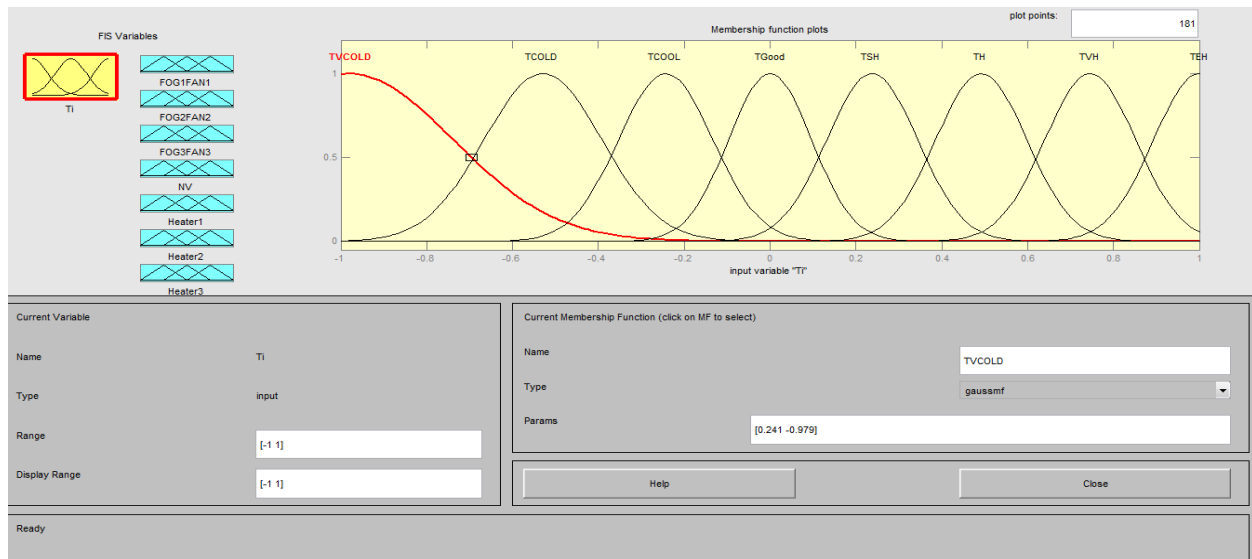 plot points:
181
FIS Variables
Membership function plots
Ti
FOG1FAN1
FOG2FAN2
FOG3FAN3
NV
Heater1
Heater2
Heater3
TVCOLD TCOLD TCOOL TGood TSH TH TVH TEH
1
0.5
0
-1 -0.8 -0.6 -0.4 -0.2 0 0.2 0.4 0.6 0.8 1
input variable "Ti"
Current Variable
Name Ti
Type input
Range [-1 1]
Display Range [-1 1]
Current Membership Function (click on MF to select)
Name TVCOLD
Type gaussmf
Params [0.241 -0.979]
Help Close
Ready